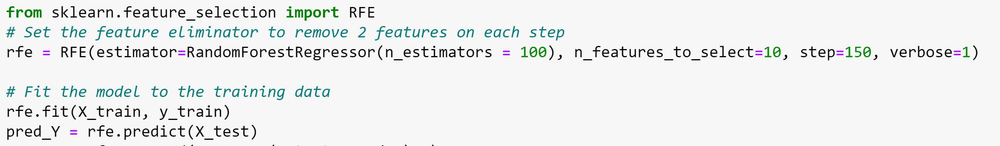 from sklearn.feature_selection import RFE
# Set the feature eliminator to remove 2 features on each step
rfe = RFE(estimator=RandomForestRegressor(n_estimators = 100), n_features_to_select=10, step=150, verbose=1)
# Fit the model to the training data
rfe.fit(X_train, y_train)
pred_Y = rfe.predict(X_test)